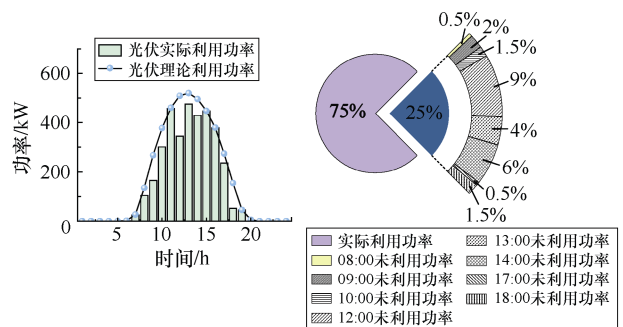 光伏实际利用功率
光伏理论利用功率
功率/kW
600
400
200
0
5
10
15
20
时间/h
75%
25%
0.5%
2%
1.5%
9%
4%
6%
0.5%
1.5%
实际利用功率
08:00未利用功率
09:00未利用功率
10:00未利用功率
12:00未利用功率
13:00未利用功率
14:00未利用功率
17:00未利用功率
18:00未利用功率